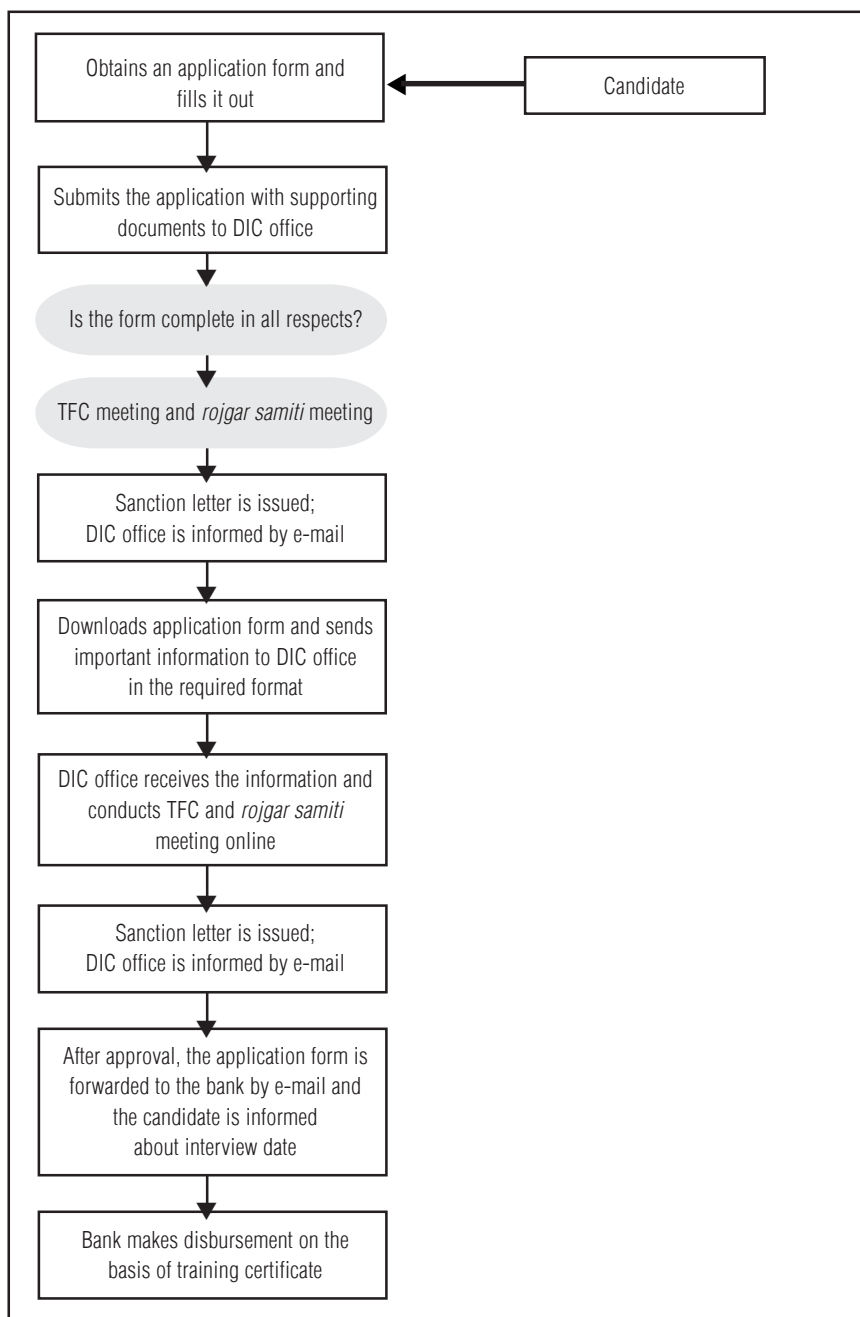 Obtains an application form and
fills it out
Candidate
Submits the application with supporting
documents to DIC office
Is the form complete in all respects?
TFC meeting and rojgar samiti meeting
Sanction letter is issued;
DIC office is informed by e-mail
Downloads application form and sends
important information to DIC office
in the required format
DIC office receives the information and
conducts TFC and rojgar samiti
meeting online
Sanction letter is issued;
DIC office is informed by e-mail
After approval, the application form is
forwarded to the bank by e-mail and
the candidate is informed
about interview date
Bank makes disbursement on the
basis of training certificate